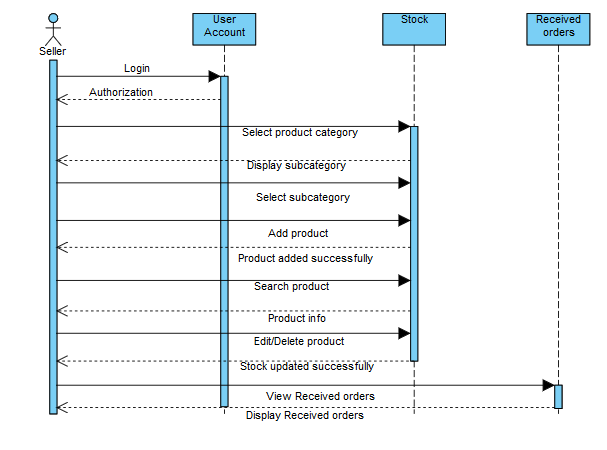 User
Account
Stock
Received
orders
Seller
Login
Authorization
Select product category
Display subcategory
Select subcategory
Add product
Product added successfully
Search product
Product info
Edit/Delete product
Stock updated successfully
View Received orders
Display Received orders